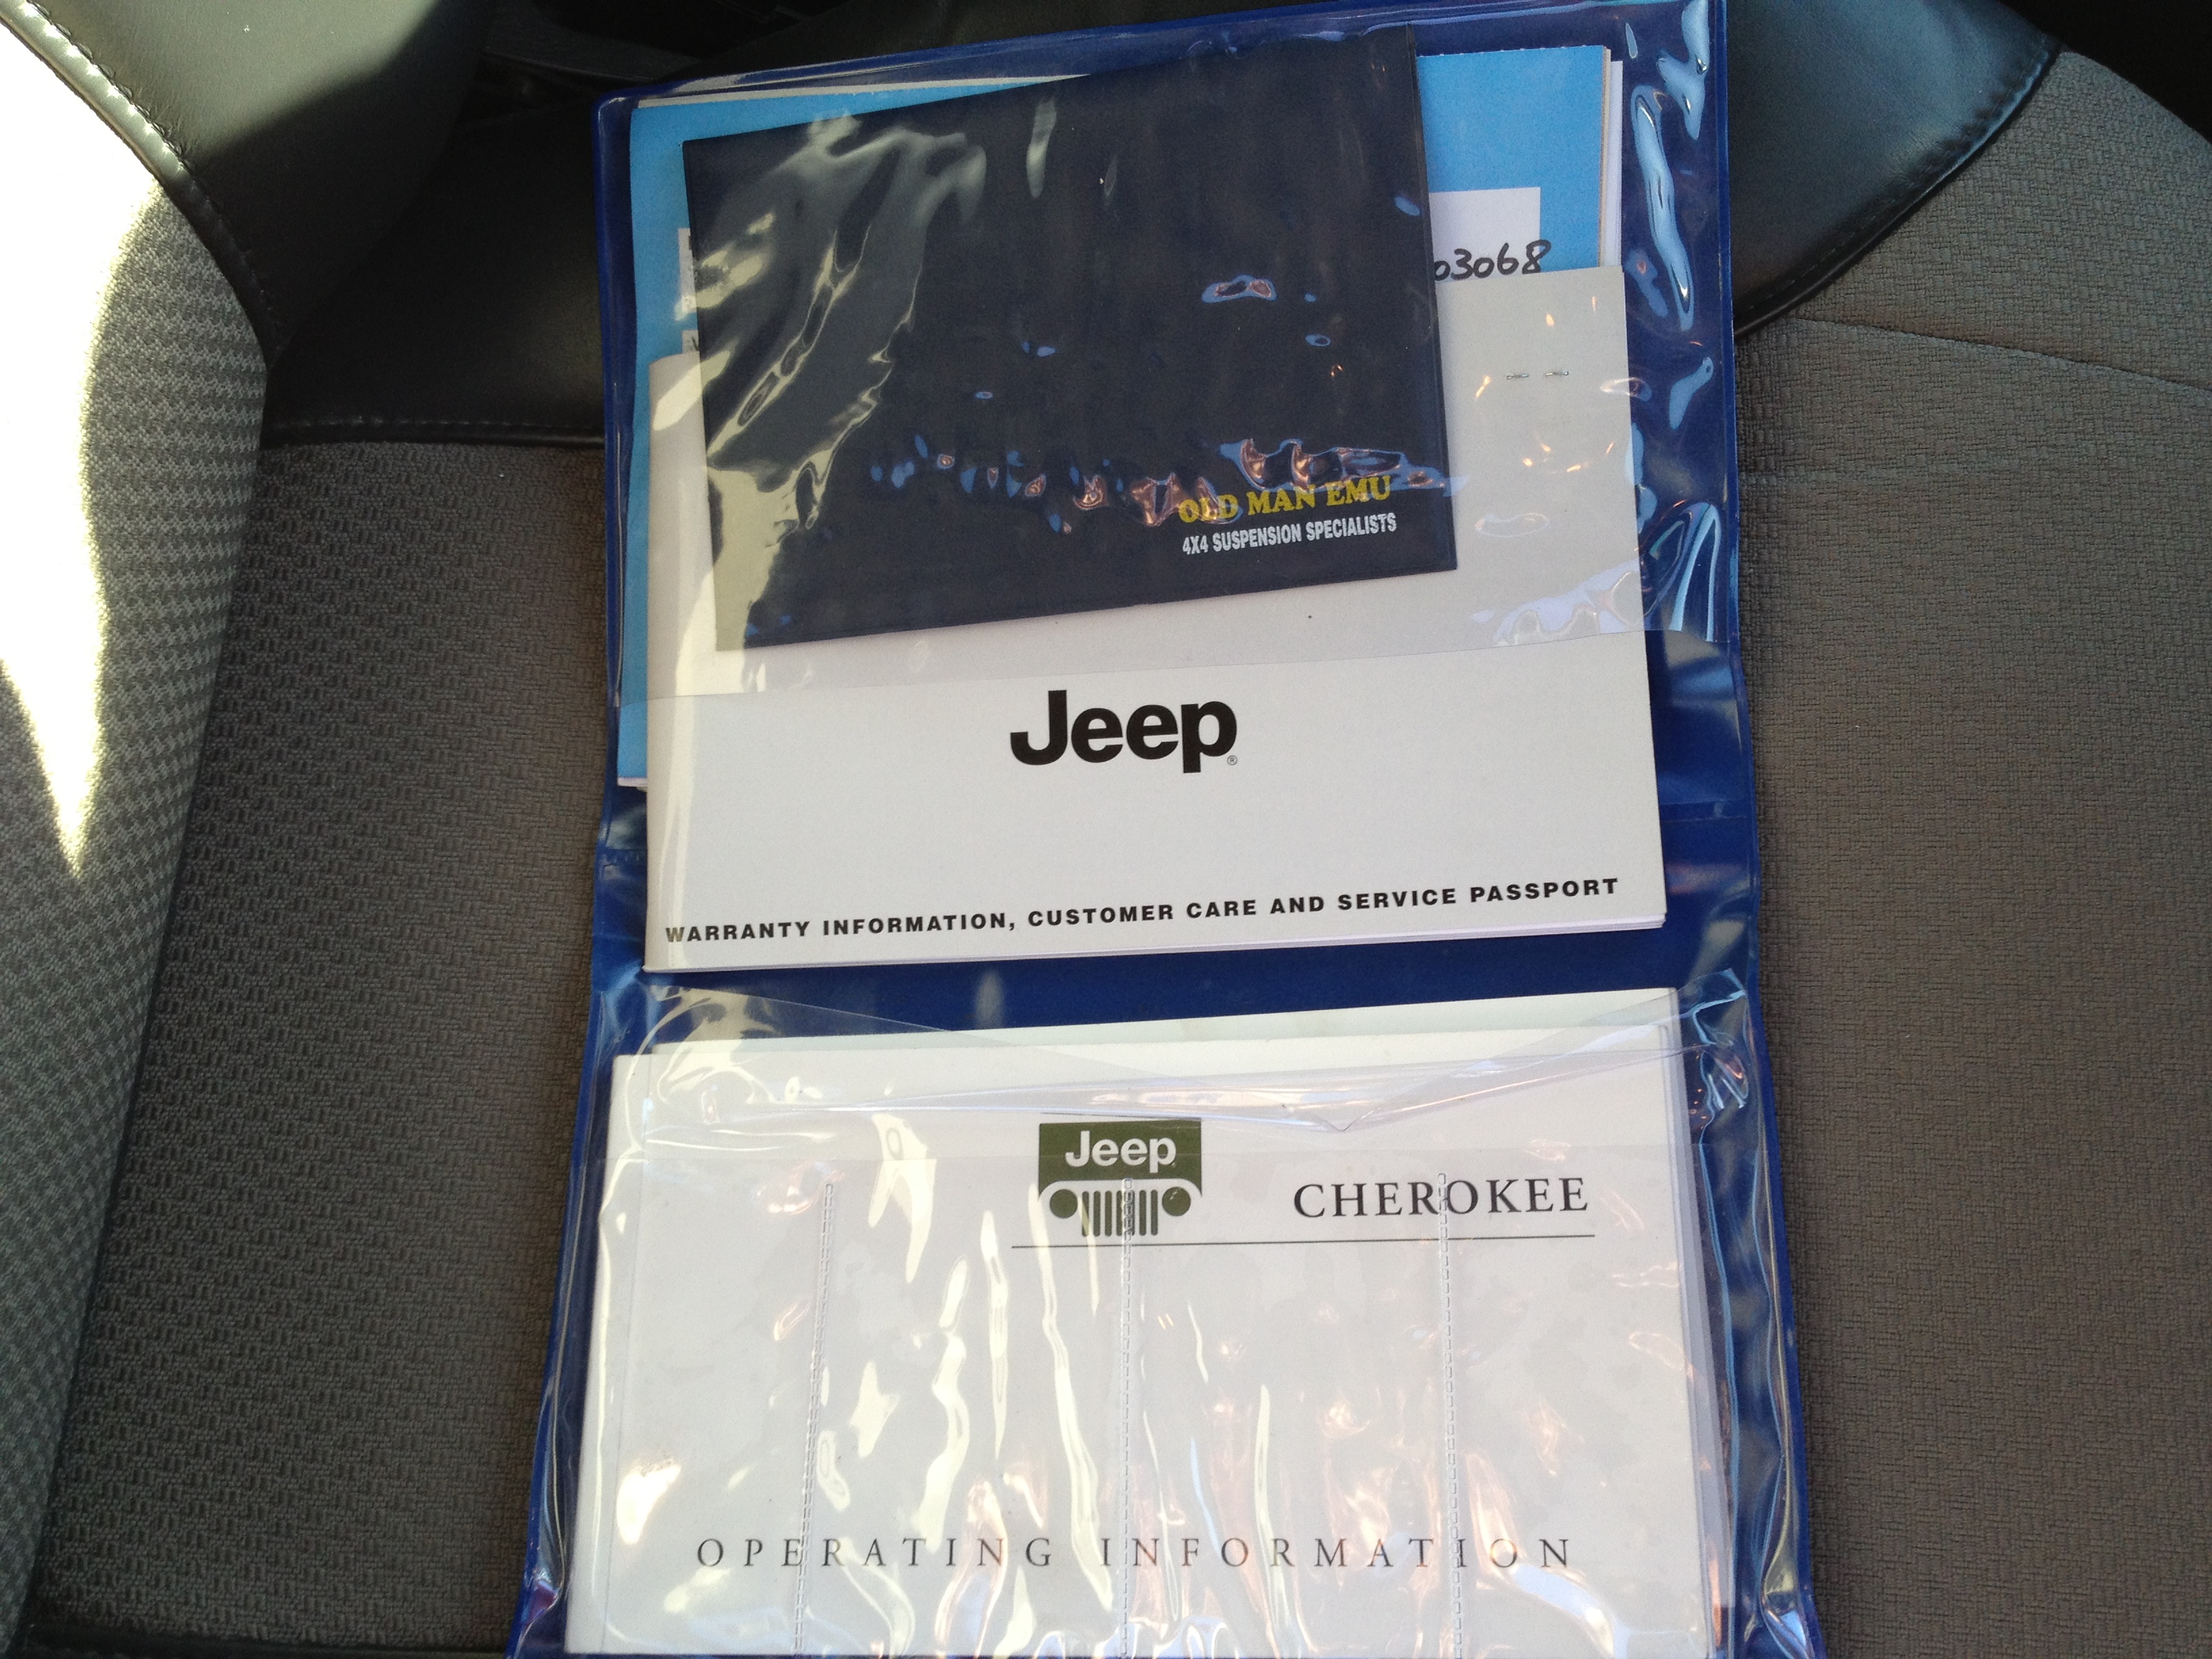 03068
OLD MAN EMU
4X4 SUSPENSION SPECIALISTS
Jeep®
WARRANTY INFORMATION, CUSTOMER CARE AND SERVICE PASSPORT
Jeep
CHEROKEE
OPERATING INFORMATION